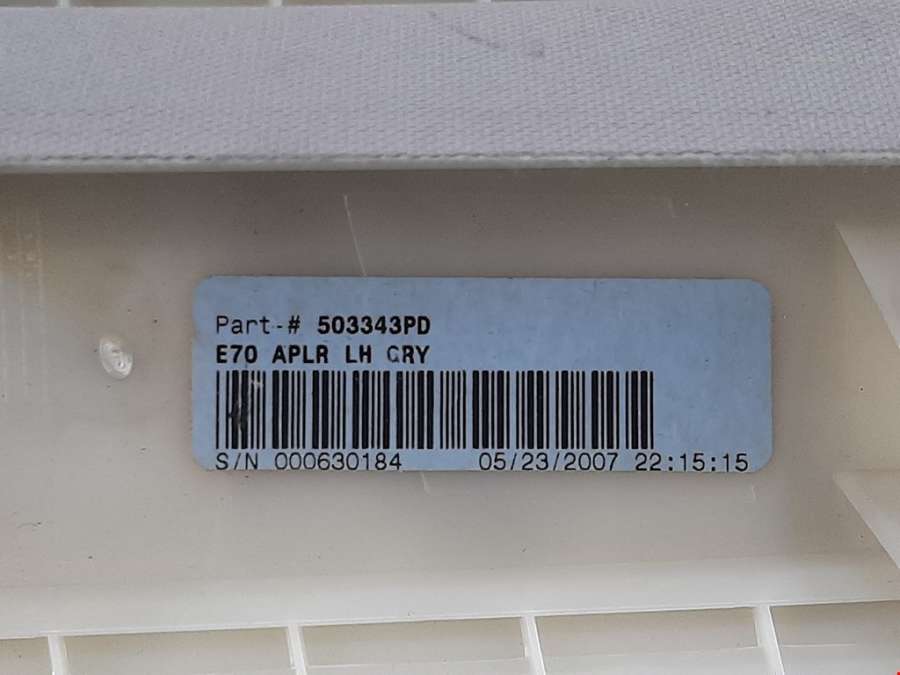 Part-# 503343PD
E70 APLR LH GRY
S/N 000630184 05/23/2007 22:15:15